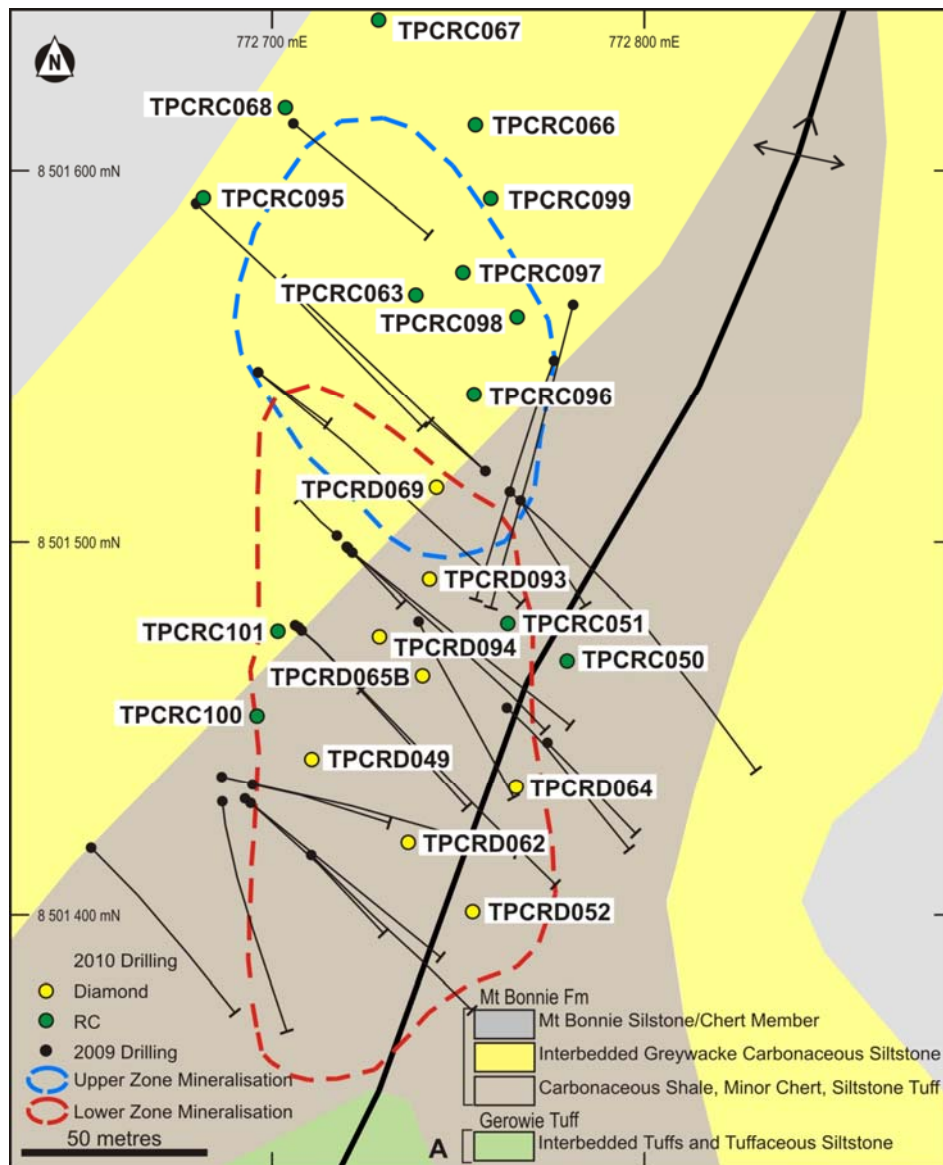 772 700 mE
772 800 mE
N
TPCRC067
TPCRC068
TPCRC066
8 501 600 mN
TPCRC095
TPCRC099
TPCRC097
TPCRC063
TPCRC098
TPCRC096
TPCRD069
8 501 500 mN
TPCRD093
TPCRC101
TPCRC051
TPCRD094
TPCRC050
TPCRD065B
TPCRC100
TPCRD049
TPCRD064
TPCRD062
8 501 400 mN
TPCRD052
2010 Drilling
Diamond
RC
2009 Drilling
Upper Zone Mineralisation
Lower Zone Mineralisation
50 metres
Mt Bonnie Fm
Mt Bonnie Silstone/Chert Member
Interbedded Greywacke Carbonaceous Siltstone
Carbonaceous Shale, Minor Chert, Siltstone Tuff
Gerowie Tuff
Interbedded Tuffs and Tuffaceous Siltstone
A